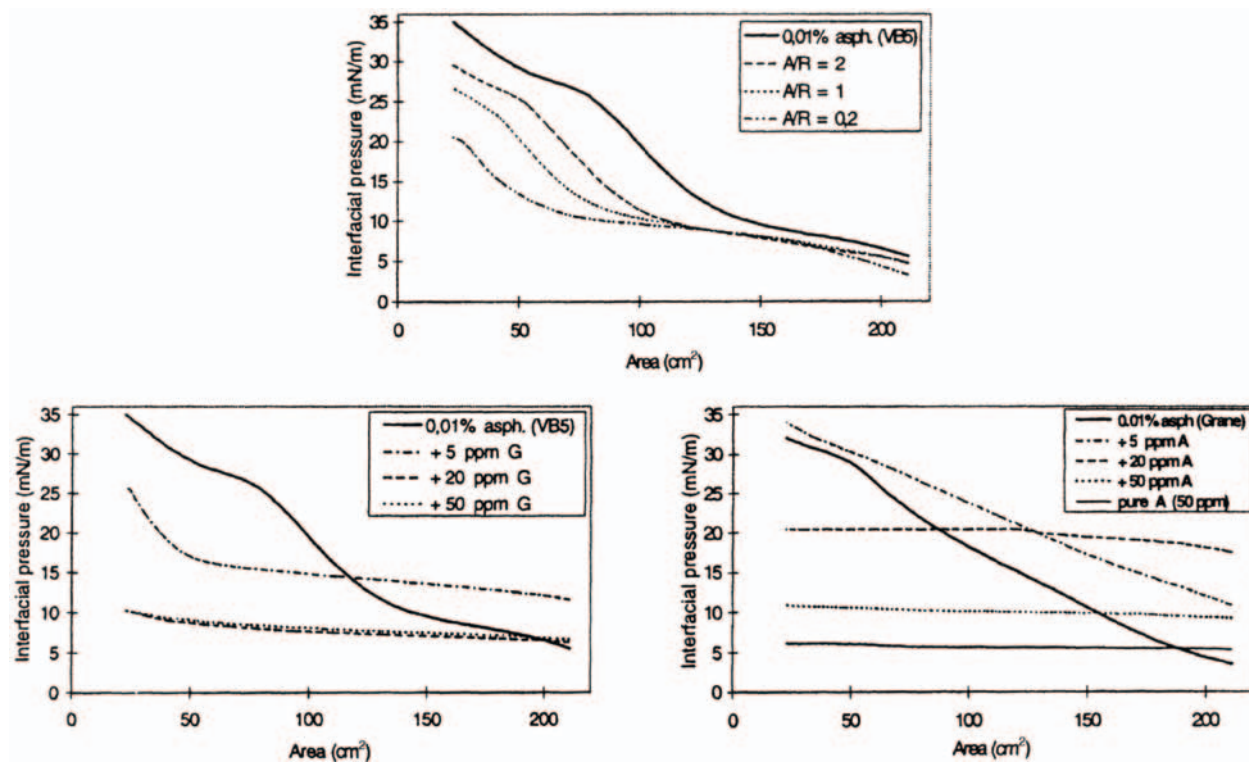 35
30
25
20
15
10
5
0
Interfacial pressure (mN/m)
0,01% asph. (VB5)
A/R = 2
A/R = 1
A/R = 0,2
0 50 100 150 200
Area (cm²)
35
30
25
20
15
10
5
0
Interfacial pressure (mN/m)
0,01% asph. (VB5)
+ 5 ppm G
+ 20 ppm G
+ 50 ppm G
0 50 100 150 200
Area (cm²)
35
30
25
20
15
10
5
0
Interfacial pressure (mN/m)
0.01% asph (Grane)
+ 5 ppm A
+ 20 ppm A
+ 50 ppm A
pure A (50 ppm)
0 50 100 150 200
Area (cm²)